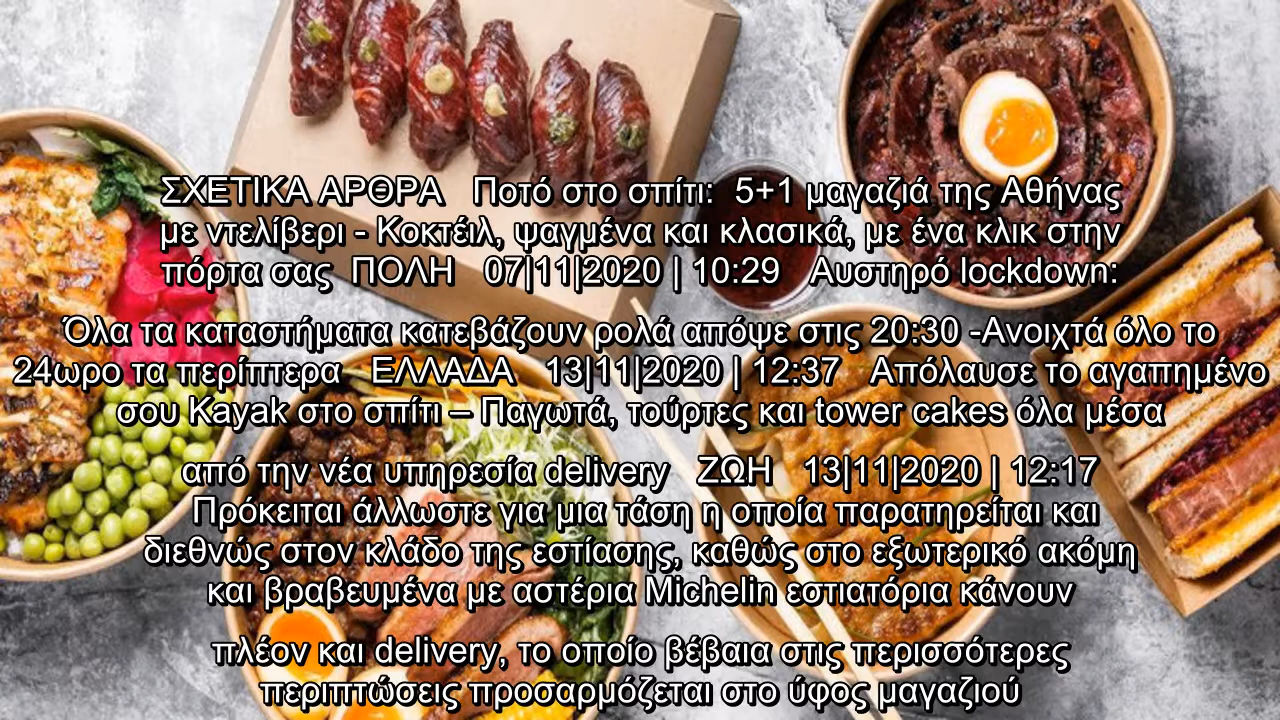 ΣΧΕΤΙΚΑ ΑΡΘΡΑ   Ποτό στο σπίτι:  5+1 μαγαζιά της Αθήνας
με ντελίβερι - Κοκτέιλ, ψαγμένα και κλασικά, με ένα κλικ στην
πόρτα σας  ΠΟΛΗ   07|11|2020 | 10:29   Αυστηρό lockdown:
Όλα τα καταστήματα κατεβάζουν ρολά απόψε στις 20:30 -Ανοιχτά όλο το
24ωρο τα περίπτερα   ΕΛΛΑΔΑ   13|11|2020 | 12:37   Απόλαυσε το αγαπημένο
σου Kayak στο σπίτι – Παγωτά, τούρτες και tower cakes όλα μέσα
από την νέα υπηρεσία delivery   ΖΩΗ   13|11|2020 | 12:17
Πρόκειται άλλωστε για μια τάση η οποία παρατηρείται και
διεθνώς στον κλάδο της εστίασης, καθώς στο εξωτερικό ακόμη
και βραβευμένα με αστέρια Michelin εστιατόρια κάνουν
πλέον και delivery, το οποίο βέβαια στις περισσότερες
περιπτώσεις προσαρμόζεται στο ύφος μαγαζιού